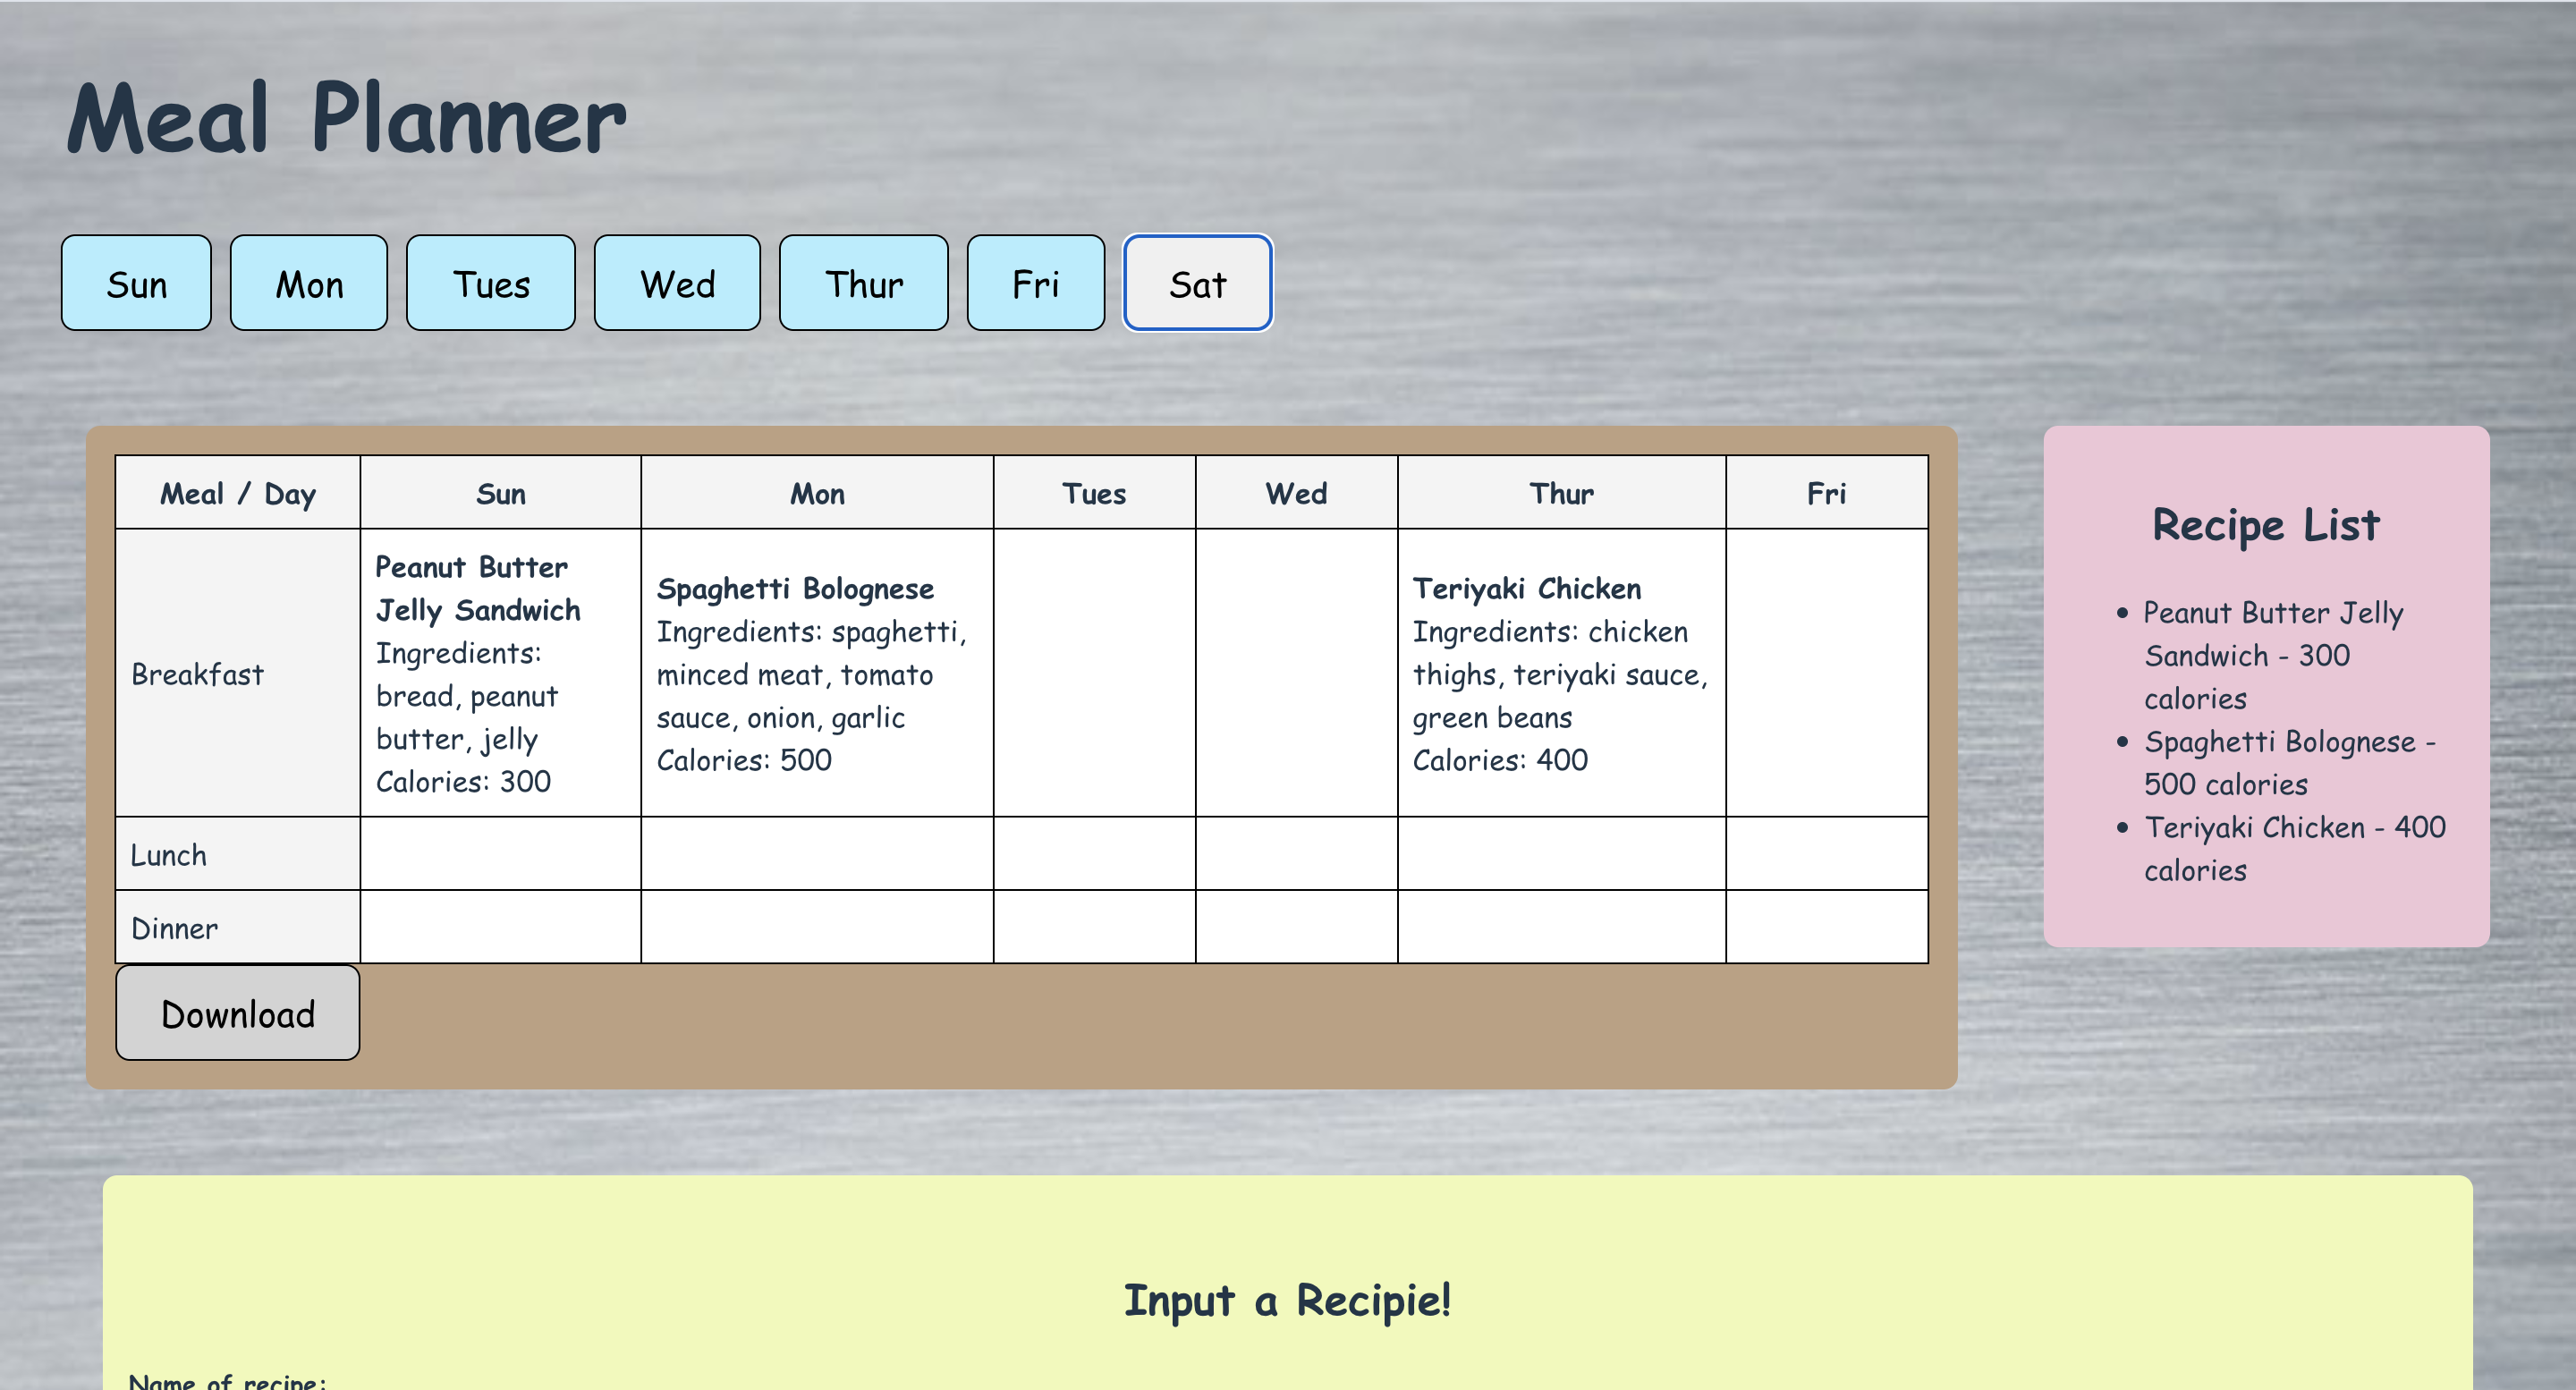 Meal Planner
Sun Mon Tues Wed Thur Fri Sat
Meal / Day Sun Mon Tues Wed Thur Fri
Breakfast
Peanut Butter
Jelly Sandwich
Ingredients:
bread, peanut
butter, jelly
Calories: 300
Spaghetti Bolognese
Ingredients: spaghetti,
minced meat, tomato
sauce, onion, garlic
Calories: 500
Teriyaki Chicken
Ingredients: chicken
thighs, teriyaki sauce,
green beans
Calories: 400
Lunch
Dinner
Download
Recipe List
• Peanut Butter Jelly
Sandwich - 300
calories
• Spaghetti Bolognese -
500 calories
• Teriyaki Chicken - 400
calories
Input a Recipie!
Name of recipe: